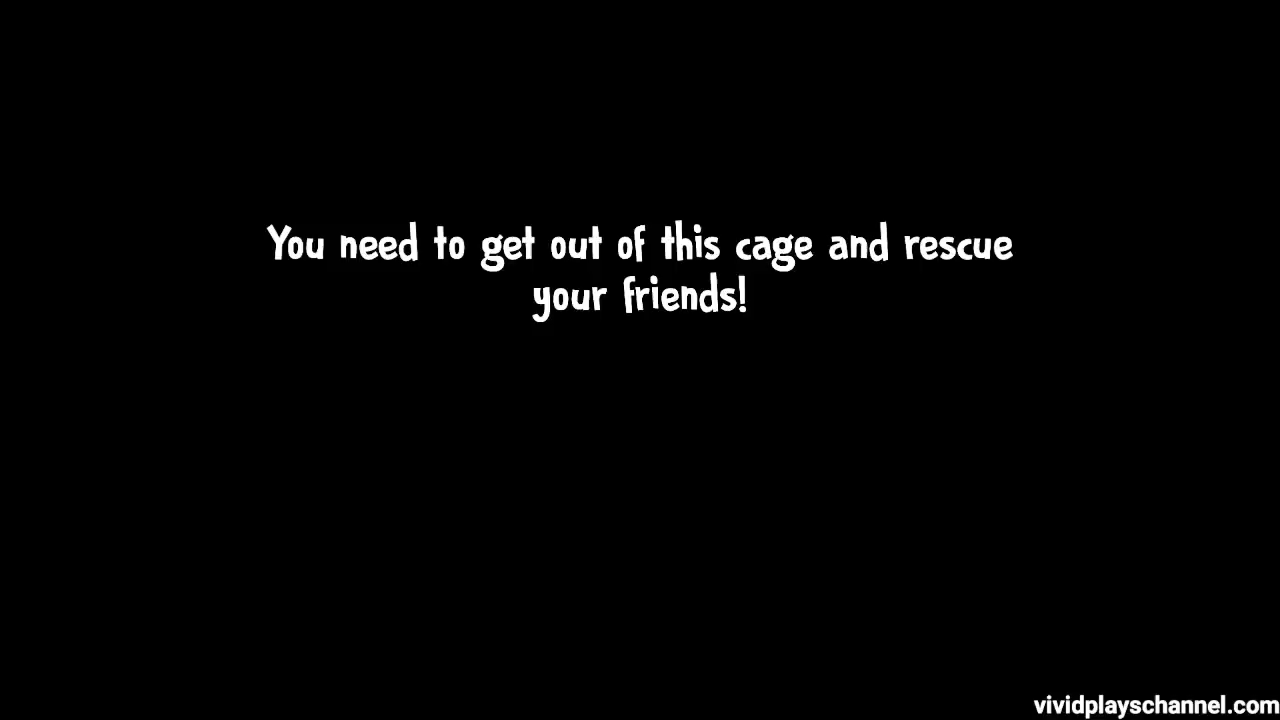 You need to get out of this cage and rescue
your friends!
vividplayschannel.com